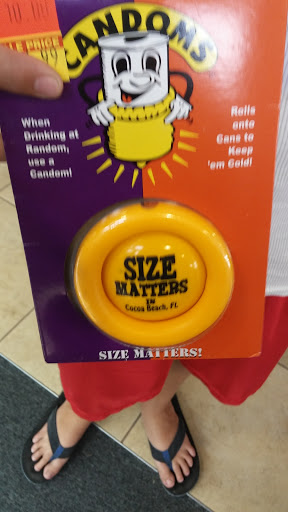 CANDOMS
When
Drinking at
Random,
use a
Candom!
Rolls
onto
Cans to
Keep
'em Cold!
SIZE
MATTERS
IN
Cocoa Beach, FL
SIZE MATTERS!